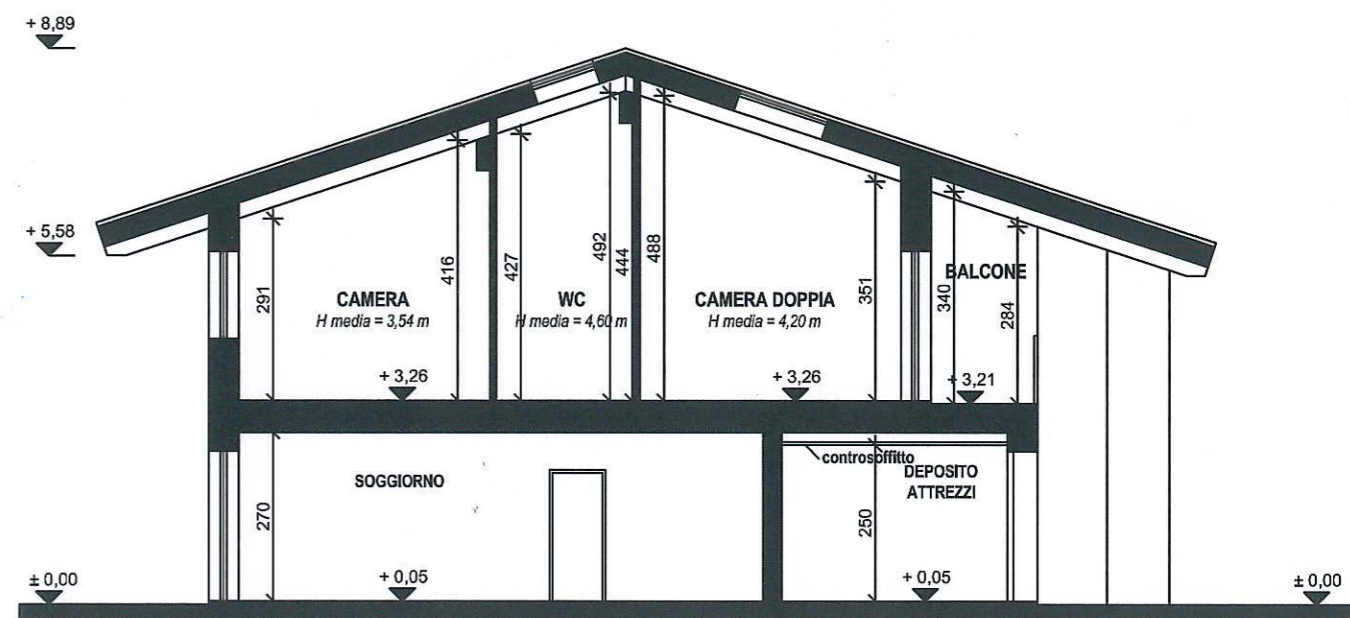 + 8,89
+ 5,58
291
416
427
492
444
488
351
340
284
BALCONE
CAMERA
H media = 3,54 m
WC
H media = 4,60 m
CAMERA DOPPIA
H media = 4,20 m
+ 3,26
+ 3,26
+ 3,21
controsoffitto
SOGGIORNO
DEPOSITO
ATTREZZI
270
250
± 0,00
+ 0,05
+ 0,05
± 0,00